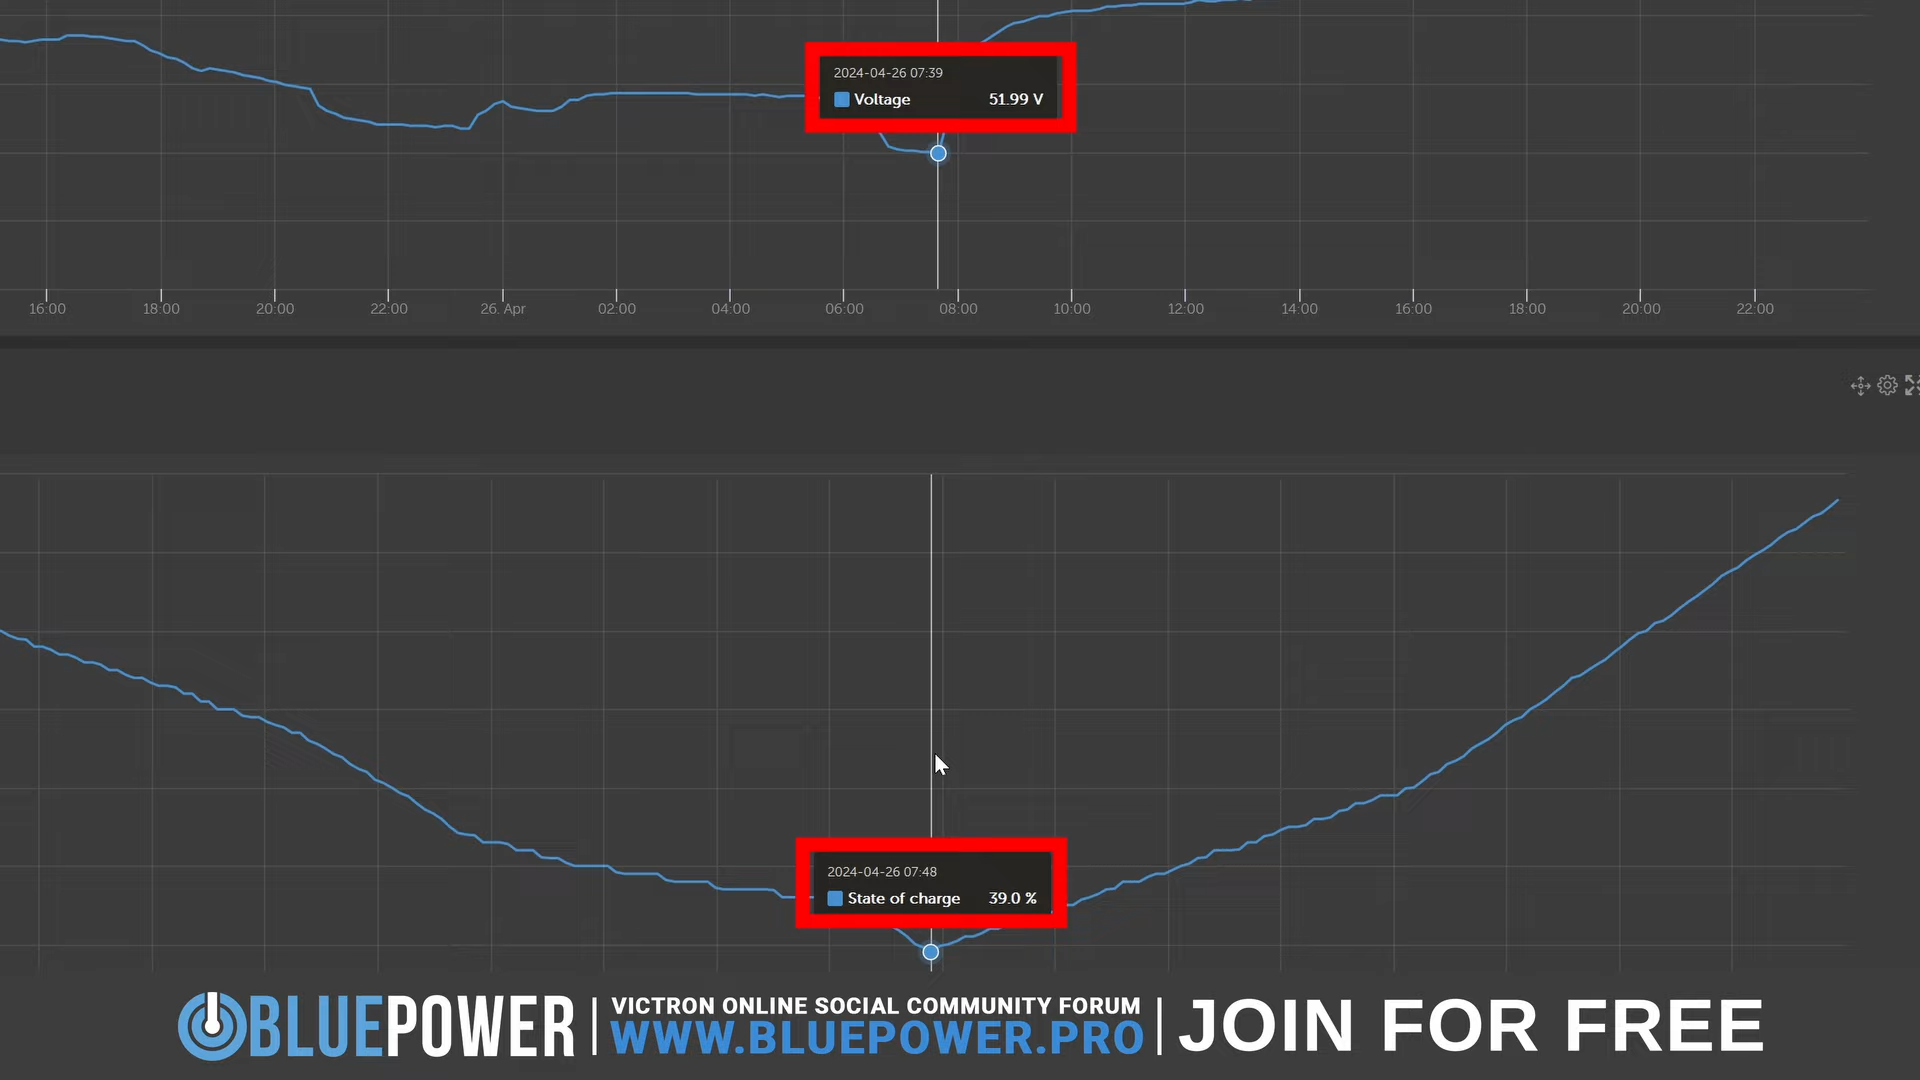 2024-04-26 07:39
Voltage 51.99 V
16:00 18:00 20:00 22:00 26. Apr 02:00 04:00 06:00 08:00 10:00 12:00 14:00 16:00 18:00 20:00 22:00
2024-04-26 07:48
State of charge 39.0 %
BLUEPOWER
VICTRON ONLINE SOCIAL COMMUNITY FORUM
WWW.BLUEPOWER.PRO
JOIN FOR FREE